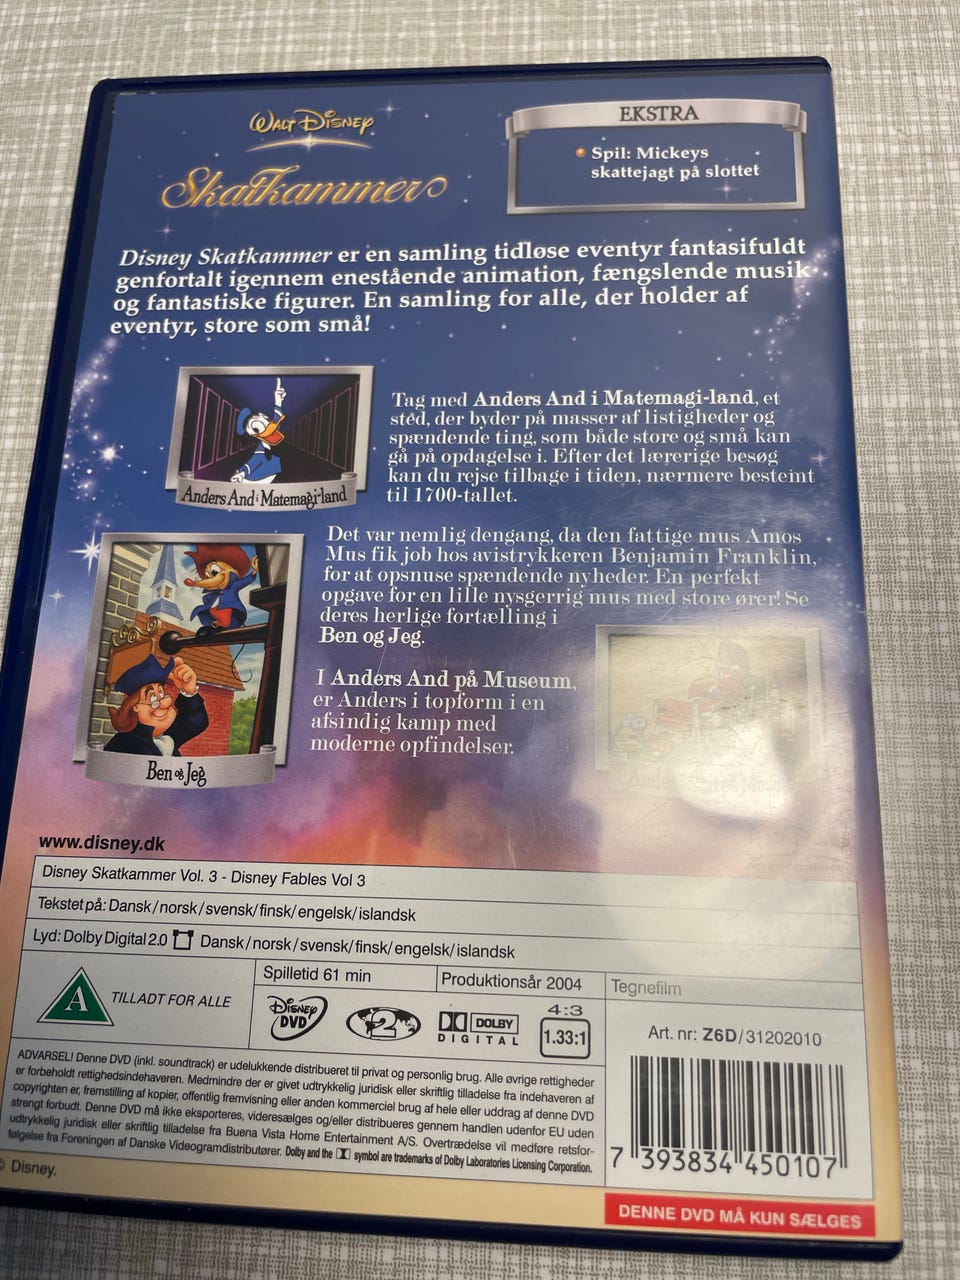 WALT DISNEY
Skatkammer
EKSTRA
Spil: Mickeys
skattejagt på slottet
Disney Skatkammer er en samling tidløse eventyr fantasifuldt
genfortalt igennem enestående animation, fængslende musik
og fantastiske figurer. En samling for alle, der holder af
eventyr, store som små!
Anders And i Matemagi-land
Tag med Anders And i Matemagi-land, et
sted, der byder på masser af listigheder og
spændende ting, som både store og små kan
gå på opdagelse i. Efter det lærerige besøg
kan du rejse tilbage i tiden, nærmere bestemt
til 1700-tallet.
Det var nemlig dengang, da den fattige mus Amos
Mus fik job hos avistrykkeren Benjamin Franklin,
for at opsnuse spændende nyheder. En perfekt
opgave for en lille nysgerrig mus med store ører! Se
deres herlige fortælling i
Ben og Jeg.
Ben og Jeg
I Anders And på Museum,
er Anders i topform i en
afsindig kamp med
moderne opfindelser.
www.disney.dk
Disney Skatkammer Vol. 3 - Disney Fables Vol 3
Tekstet på: Dansk/norsk/svensk/finsk/engelsk/islandsk
Lyd: Dolby Digital 2.0 Dansk/norsk/svensk/finsk/engelsk/islandsk
A TILLADT FOR ALLE
Spilletid 61 min
Produktionsår 2004
Tegnefilm
DISNEY DVD
2
DOLBY
DIGITAL
4:3
1.33:1
Art. nr: Z6D/31202010
ADVARSEL! Denne DVD (inkl. soundtrack) er udelukkende distribueret til privat og personlig brug. Alle øvrige rettigheder
er forbeholdt rettighedsindehaveren. Medmindre der er givet udtrykkelig juridisk eller skriftlig tilladelse fra indehaveren af
copyrighten er, fremstilling af kopier, offentlig fremvisning eller anden kommerciel brug af hele eller uddrag af denne DVD
strengt forbudt. Denne DVD må ikke eksporteres, videresælges og/eller distribueres gennem handlen udenfor EU uden
udtrykkelig juridisk eller skriftlig tilladelse fra Buena Vista Home Entertainment A/S. Overtrædelse vil medføre retsfor-
følgelse fra Foreningen af Danske Videogramdistributører. Dolby and the symbol are trademarks of Dolby Laboratories Licensing Corporation.
7 393834 450107
© Disney.
DENNE DVD MÅ KUN SÆLGES